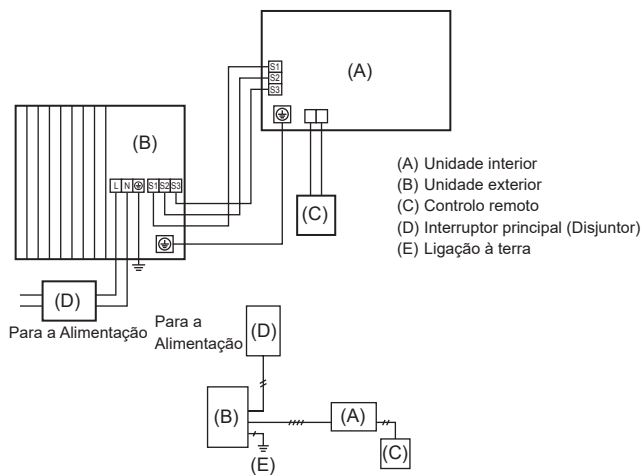 S1
S2
S3
(A)
(B)
L N S1 S2 S3
(C)
(A) Unidade interior
(B) Unidade exterior
(C) Controlo remoto
(D) Interruptor principal (Disjuntor)
(E) Ligação à terra
(D)
Para a Alimentação
Para a
Alimentação
(D)
(B)
(A)
(C)
(E)